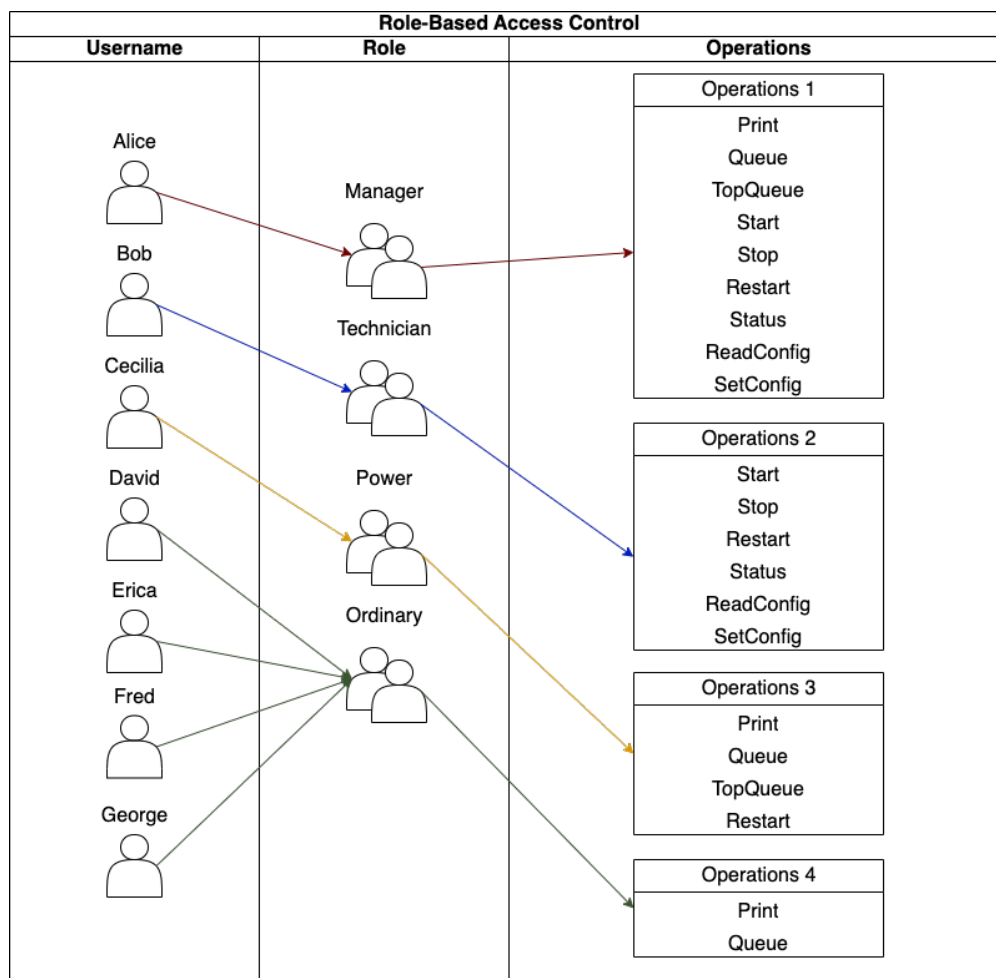 Role-Based Access Control
Username
Role
Operations
Alice
Bob
Cecilia
David
Erica
Fred
George
Manager
Technician
Power
Ordinary
Operations 1
Print
Queue
TopQueue
Start
Stop
Restart
Status
ReadConfig
SetConfig
Operations 2
Start
Stop
Restart
Status
ReadConfig
SetConfig
Operations 3
Print
Queue
TopQueue
Restart
Operations 4
Print
Queue